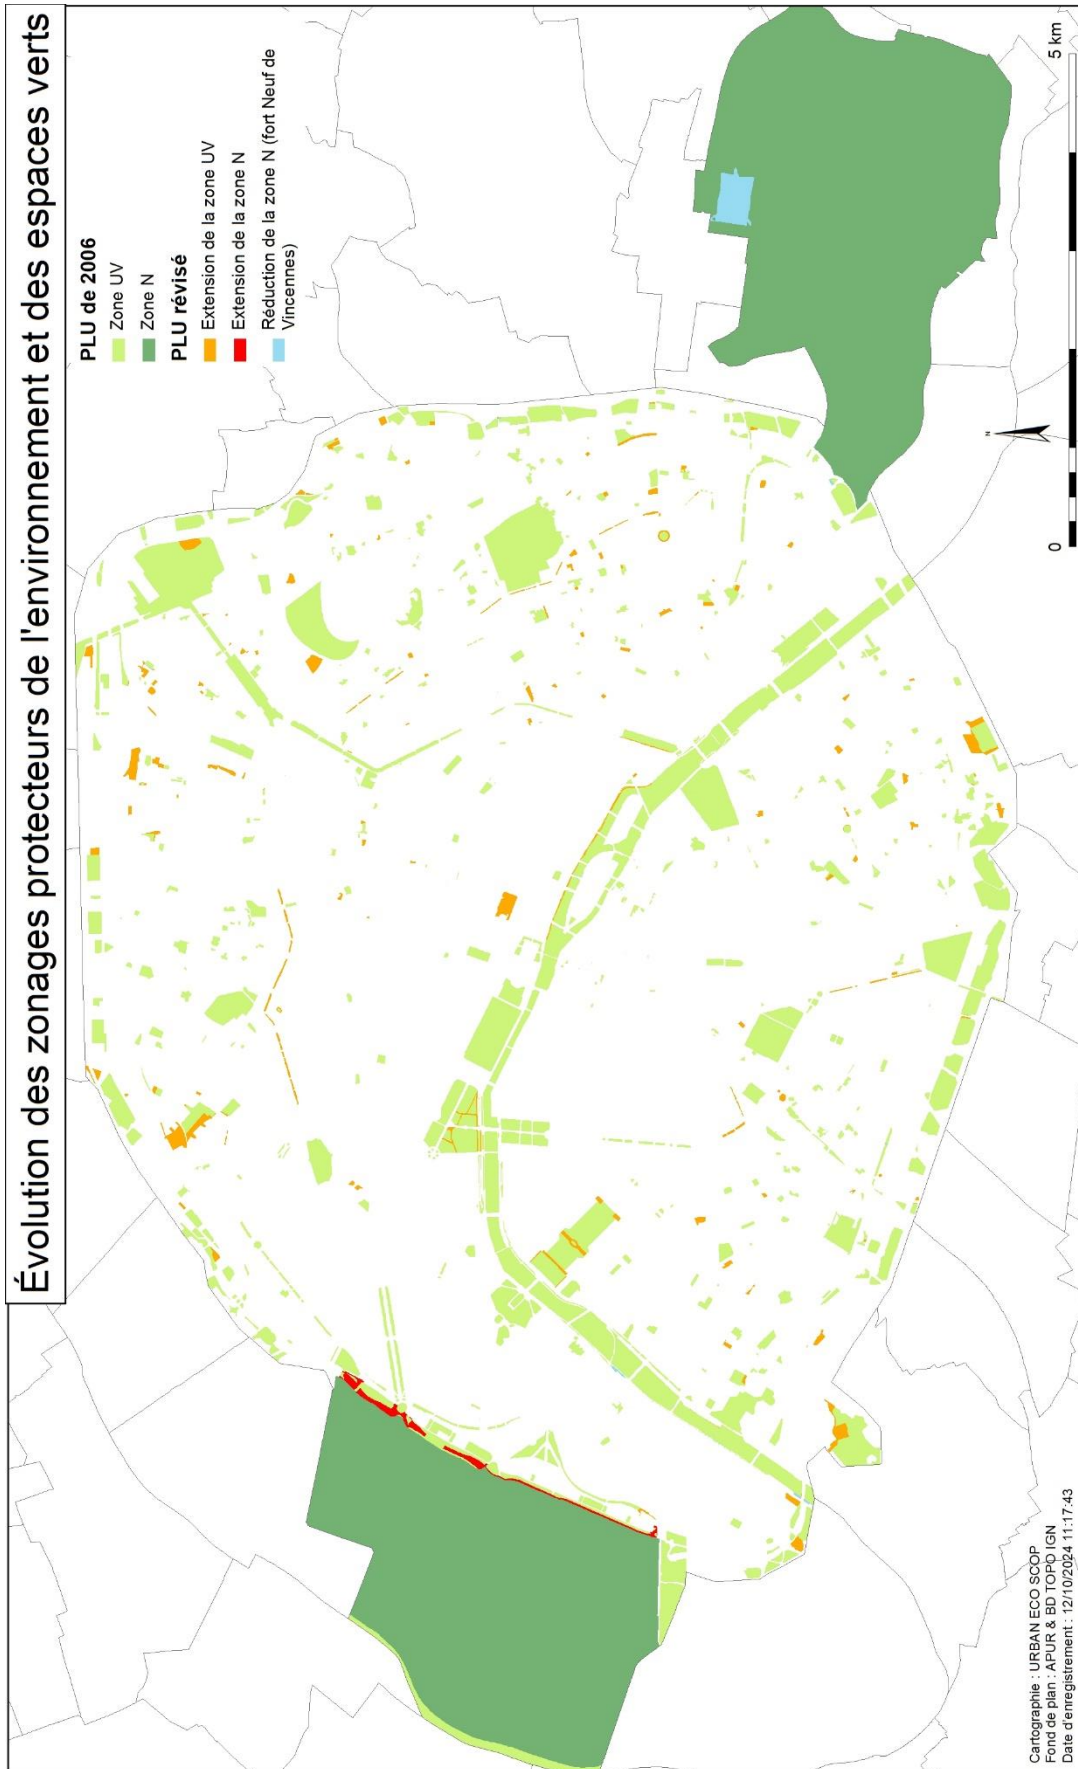 Évolution des zonages protecteurs de l'environnement et des espaces verts
PLU de 2006
Zone UV
Zone N
PLU révisé
Extension de la zone UV
Extension de la zone N
Réduction de la zone N (fort Neuf de
Vincennes)
N
0
5 km
Cartographie : URBAN ECO SCOP
Fond de plan : APUR & BD TOPO IGN
Date d'enregistrement : 12/10/2024 11:17:43